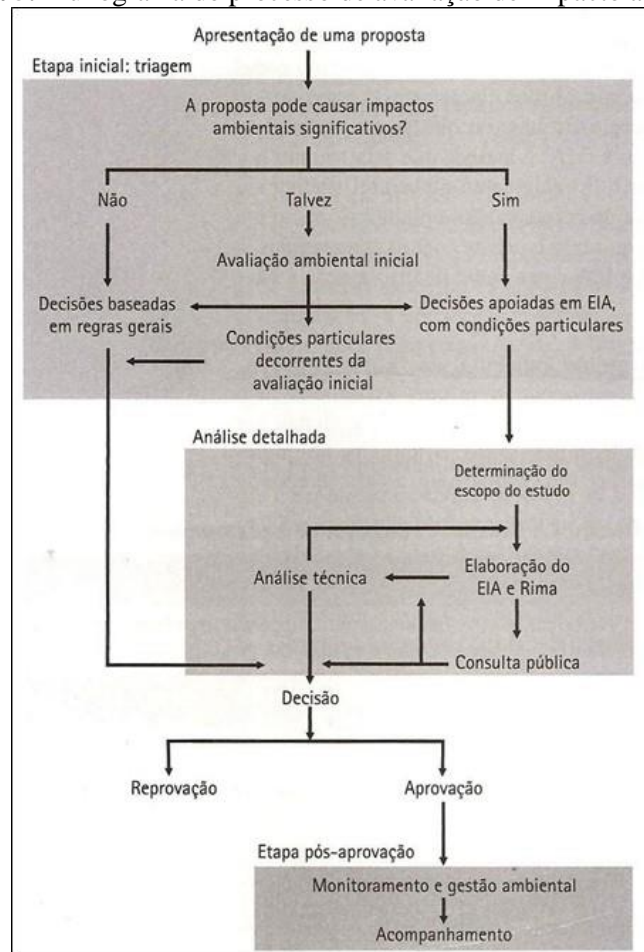 Apresentação de uma proposta
Etapa inicial: triagem
A proposta pode causar impactos
ambientais significativos?
Não
Talvez
Sim
Avaliação ambiental inicial
Decisões baseadas
em regras gerais
Condições particulares
decorrentes da
avaliação inicial
Decisões apoiadas em EIA,
com condições particulares
Análise detalhada
Determinação do
escopo do estudo
Análise técnica
Elaboração do
EIA e Rima
Consulta pública
Decisão
Reprovação
Aprovação
Etapa pós-aprovação
Monitoramento e gestão ambiental
Acompanhamento